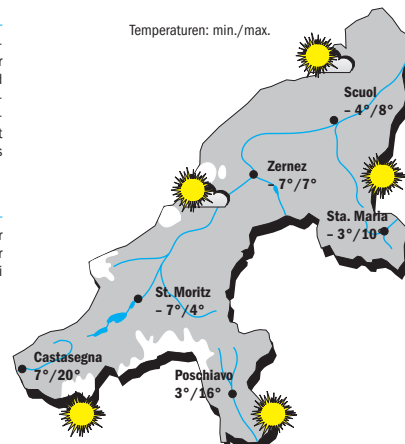 Temperaturen: min./max.
Scuol
– 4°/8°
Zernez
– 7°/7°
Sta. Maria
– 3°/10°
St. Moritz
– 7°/4°
Castasegna
7°/20°
Poschiavo
3°/16°